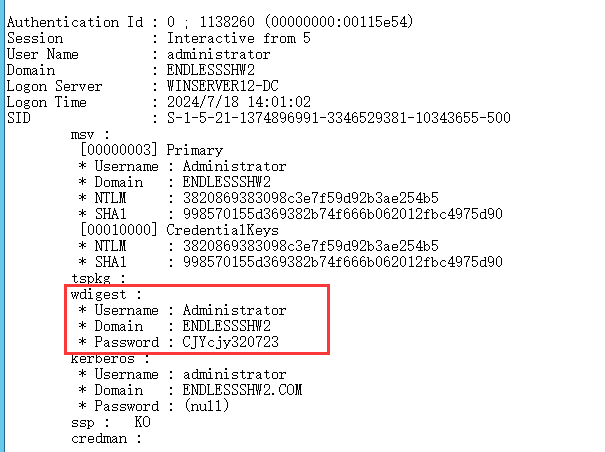 Authentication Id : 0 ; 1138260 (00000000:00115e54)
Session           : Interactive from 5
User Name         : administrator
Domain            : ENDLESSSHW2
Logon Server      : WINSERVER12-DC
Logon Time        : 2024/7/18 14:01:02
SID               : S-1-5-21-1374896991-3346529381-10343655-500
msv :
[00000003] Primary
* Username : Administrator
* Domain   : ENDLESSSHW2
* NTLM     : 3820869383098c3e7f59d92b3ae254b5
* SHA1     : 998570155d369382b74f666b062012fbc4975d90
[00010000] CredentialKeys
* NTLM     : 3820869383098c3e7f59d92b3ae254b5
* SHA1     : 998570155d369382b74f666b062012fbc4975d90
tspkg :
wdigest :
* Username : Administrator
* Domain   : ENDLESSSHW2
* Password : CJYcjy320723
kerberos :
* Username : administrator
* Domain   : ENDLESSSHW2.COM
* Password : (null)
ssp :   KO
credman :